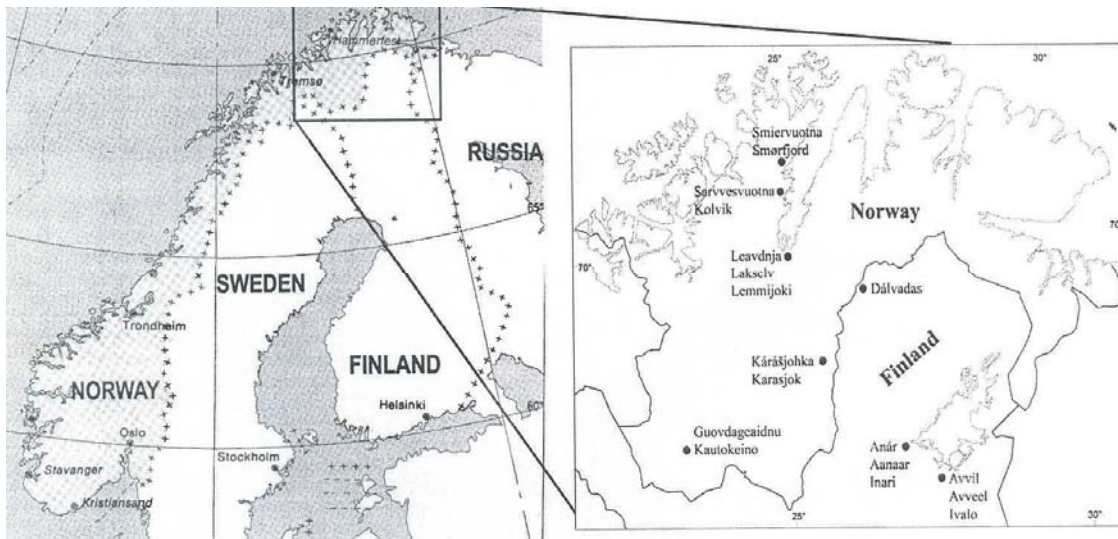 Hammerfest
Tromsø
RUSSIA
65°
SWEDEN
Trondheim
FINLAND
NORWAY
Helsinki
60°
Oslo
Stockholm
Stavanger
Kristiansand
25°
30°
Smiervuotna
Smørfjord
Sarvvesvuotna
Kolvik
Norway
70°
Leavdnja
Lakselv
Lemmijoki
Dálvadas
Kárášjohka
Karasjok
Finland
Guovdageaidnu
Kautokeino
Anár
Aanaar
Inari
Avvil
Avveel
Ivalo
25°
30°